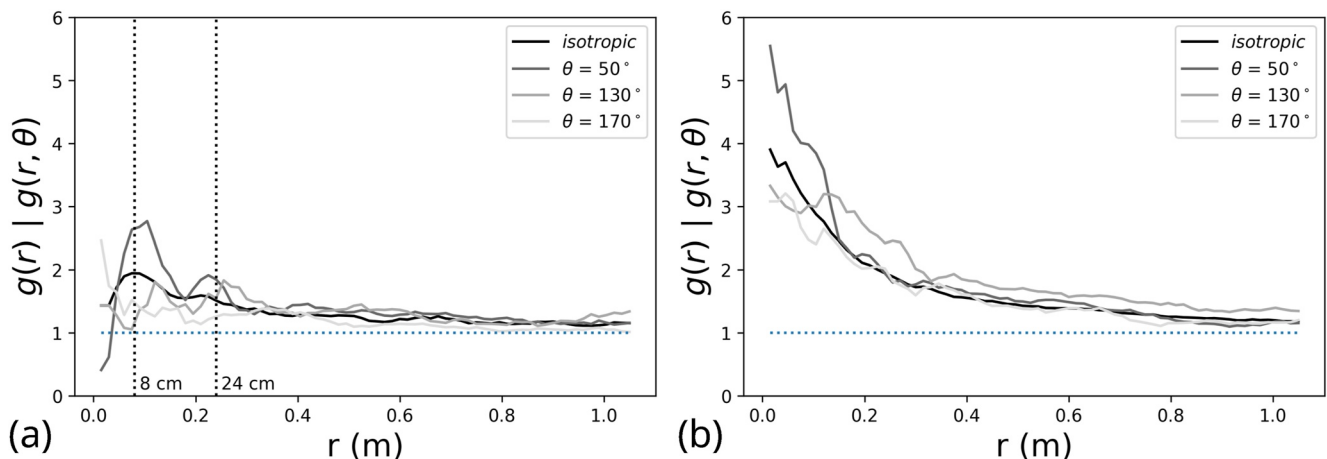 6
5
4
3
2
1
0
g(r) | g(r, θ)
isotropic
θ = 50°
θ = 130°
θ = 170°
8 cm
24 cm
0.0 0.2 0.4 0.6 0.8 1.0
r (m)
(a)
6
5
4
3
2
1
0
g(r) | g(r, θ)
isotropic
θ = 50°
θ = 130°
θ = 170°
0.0 0.2 0.4 0.6 0.8 1.0
r (m)
(b)